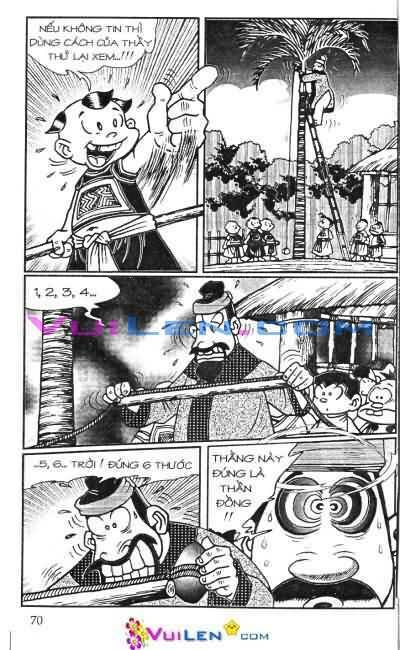 NẾU KHÔNG TIN THÌ
DÙNG CÁCH CỦA THẦY
THỬ LẠI XEM...!!!
1, 2, 3, 4...
VUILEN.COM
..5, 6... TRỜI! ĐÚNG 6 THƯỚC
THẰNG NÀY
ĐÚNG LÀ
THẦN
ĐỒNG
!!
70
VUILEN.COM